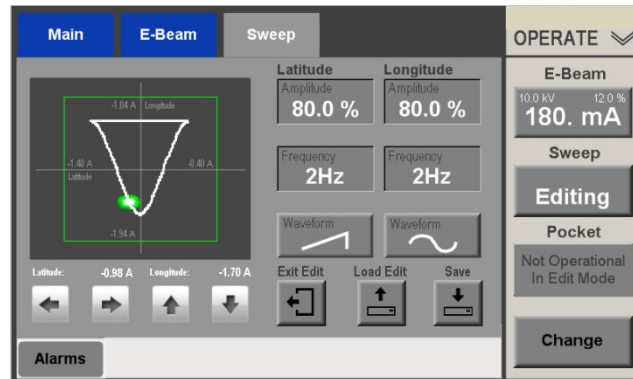 Main
E-Beam
Sweep
OPERATE
Latitude
Longitude
Amplitude
80.0 %
Amplitude
80.0 %
Frequency
2Hz
Frequency
2Hz
Waveform
Waveform
-1.04 A
Longitude
-1.40 A
Latitude
-0.40 A
-1.94 A
Latitude:
-0.98 A
Longitude:
-1.70 A
Exit Edit
Load Edit
Save
Alarms
E-Beam
10.0 kV
12.0 %
180. mA
Sweep
Editing
Pocket
Not Operational
In Edit Mode
Change